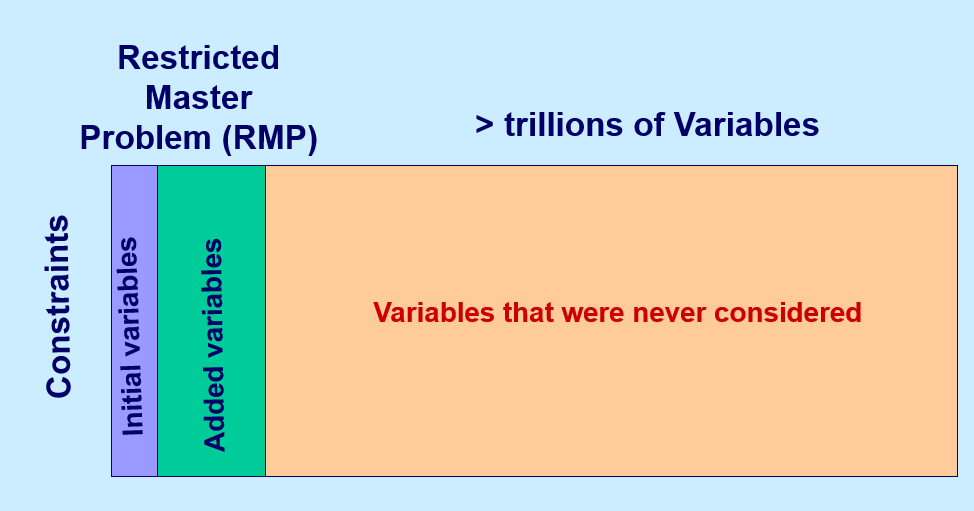 Restricted
Master
Problem (RMP)
> trillions of Variables
Constraints
Initial variables
Added variables
Variables that were never considered